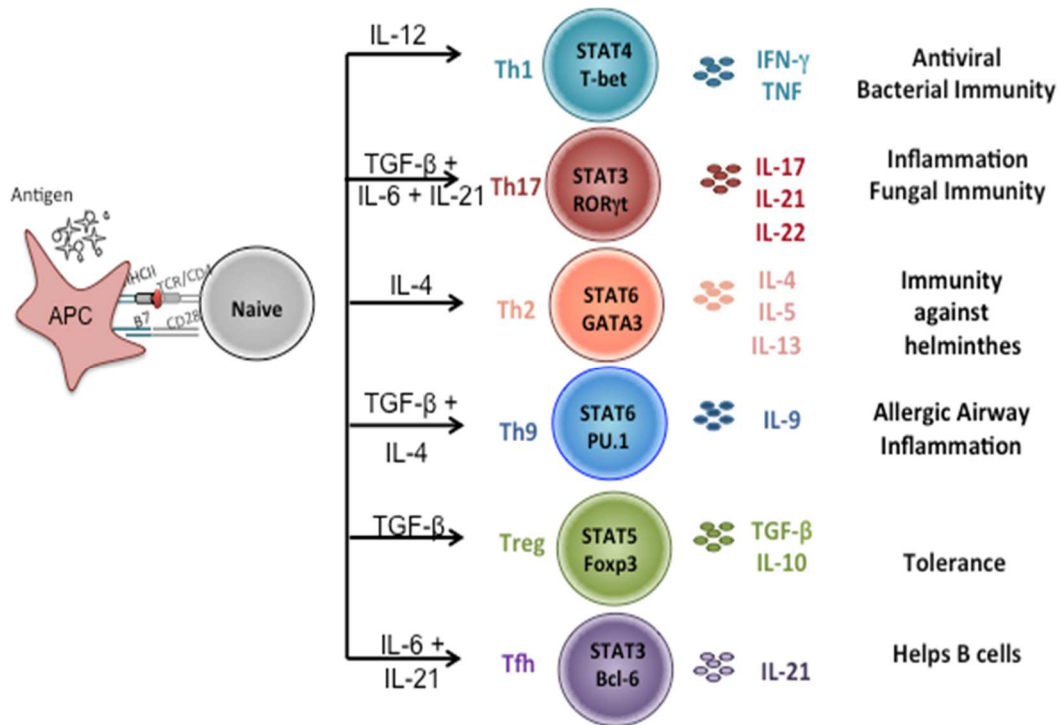 IL-12
Th1
STAT4
T-bet
IFN-γ
TNF
Antiviral
Bacterial Immunity
TGF-β +
IL-6 + IL-21
Th17
STAT3
RORγt
IL-17
IL-21
IL-22
Inflammation
Fungal Immunity
Antigen
APC
MHCII
TCR/CD4
B7
CD28
Naive
IL-4
Th2
STAT6
GATA3
IL-4
IL-5
IL-13
Immunity
against
helminthes
TGF-β +
IL-4
Th9
STAT6
PU.1
IL-9
Allergic Airway
Inflammation
TGF-β
Treg
STAT5
Foxp3
TGF-β
IL-10
Tolerance
IL-6 +
IL-21
Tfh
STAT3
Bcl-6
IL-21
Helps B cells